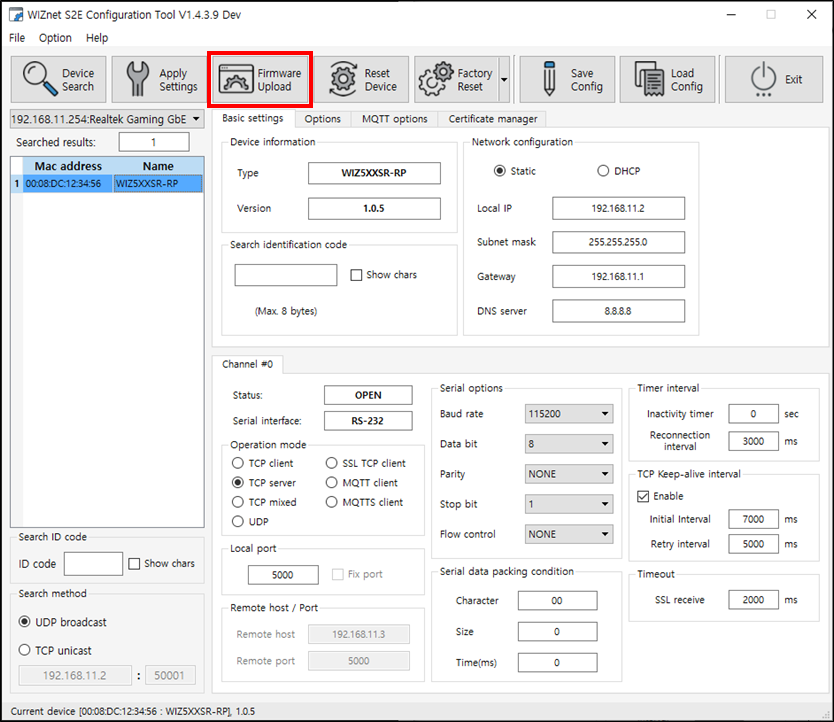 WIZnet S2E Configuration Tool V1.4.3.9 Dev
File Option Help
Device Search
Apply Settings
Firmware Upload
Reset Device
Factory Reset
Save Config
Load Config
Exit
192.168.11.254:Realtek Gaming GbE
Searched results: 1
Mac address Name
1 00:08:DC:12:34:56 WIZ5XXSR-RP
Search ID code
ID code Show chars
Search method
UDP broadcast
TCP unicast
192.168.11.2 : 50001
Basic settings Options MQTT options Certificate manager
Device information
Type WIZ5XXSR-RP
Version 1.0.5
Search identification code
Show chars
(Max. 8 bytes)
Network configuration
Static DHCP
Local IP 192.168.11.2
Subnet mask 255.255.255.0
Gateway 192.168.11.1
DNS server 8.8.8.8
Channel #0
Status: OPEN
Serial interface: RS-232
Operation mode
TCP client SSL TCP client
TCP server MQTT client
TCP mixed MQTTS client
UDP
Local port
5000 Fix port
Remote host / Port
Remote host 192.168.11.3
Remote port 5000
Serial options
Baud rate 115200
Data bit 8
Parity NONE
Stop bit 1
Flow control NONE
Serial data packing condition
Character 00
Size 0
Time(ms) 0
Timer interval
Inactivity timer 0 sec
Reconnection interval 3000 ms
TCP Keep-alive interval
Enable
Initial Interval 7000 ms
Retry interval 5000 ms
Timeout
SSL receive 2000 ms
Current device [00:08:DC:12:34:56 : WIZ5XXSR-RP], 1.0.5